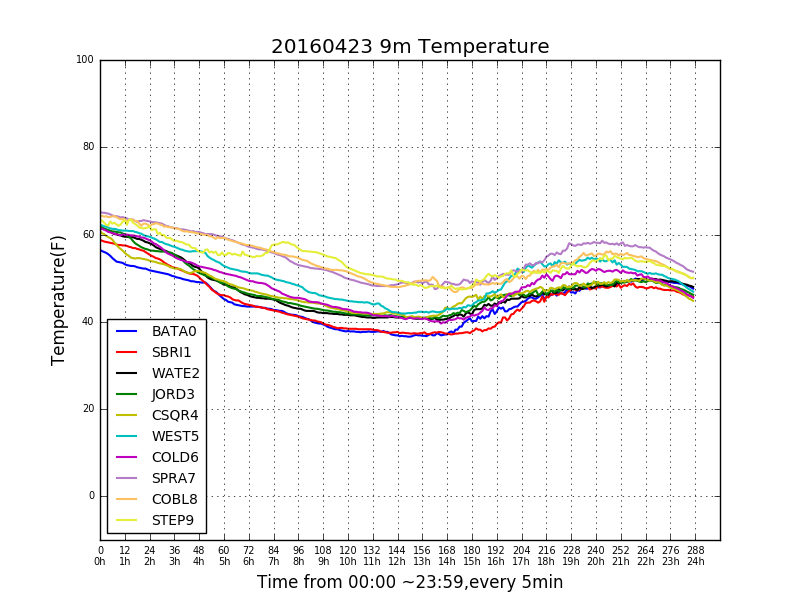 20160423 9m Temperature
100
80
60
40
20
0
Temperature(F)
BATA0
SBRI1
WATE2
JORD3
CSQR4
WEST5
COLD6
SPRA7
COBL8
STEP9
0 12 24 36 48 60 72 84 96 108 120 132 144 156 168 180 192 204 216 228 240 252 264 276 288
0h 1h 2h 3h 4h 5h 6h 7h 8h 9h 10h 11h 12h 13h 14h 15h 16h 17h 18h 19h 20h 21h 22h 23h 24h
Time from 00:00 ~23:59,every 5min